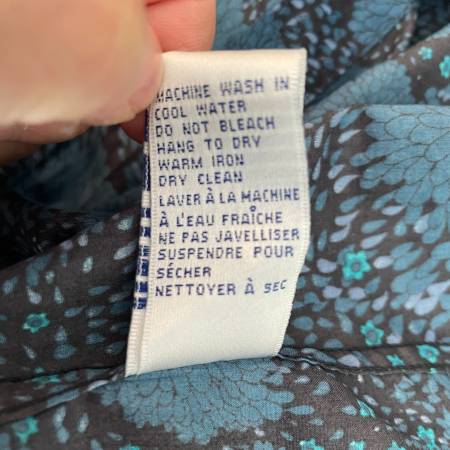 MACHINE WASH IN
COOL WATER
DO NOT BLEACH
HANG TO DRY
WARM IRON
DRY CLEAN
LAVER À LA MACHINE
À L'EAU FRAÎCHE
NE PAS JAVELLISER
SUSPENDRE POUR
SÉCHER
NETTOYER À SEC